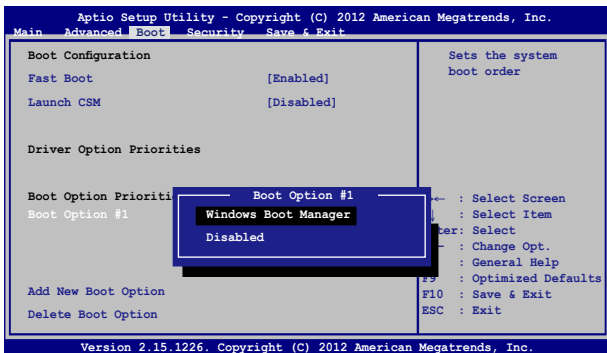 Aptio Setup Utility - Copyright (C) 2012 American Megatrends, Inc.
Main Advanced Boot Security Save & Exit
Boot Configuration
Fast Boot [Enabled]
Launch CSM [Disabled]
Driver Option Priorities
Boot Option Prioriti
Boot Option #1
Add New Boot Option
Delete Boot Option
Boot Option #1
Windows Boot Manager
Disabled
Sets the system
boot order
→← : Select Screen
: Select Item
ter: Select
— : Change Opt.
: General Help
F9 : Optimized Defaults
F10 : Save & Exit
ESC : Exit
Version 2.15.1226. Copyright (C) 2012 American Megatrends, Inc.